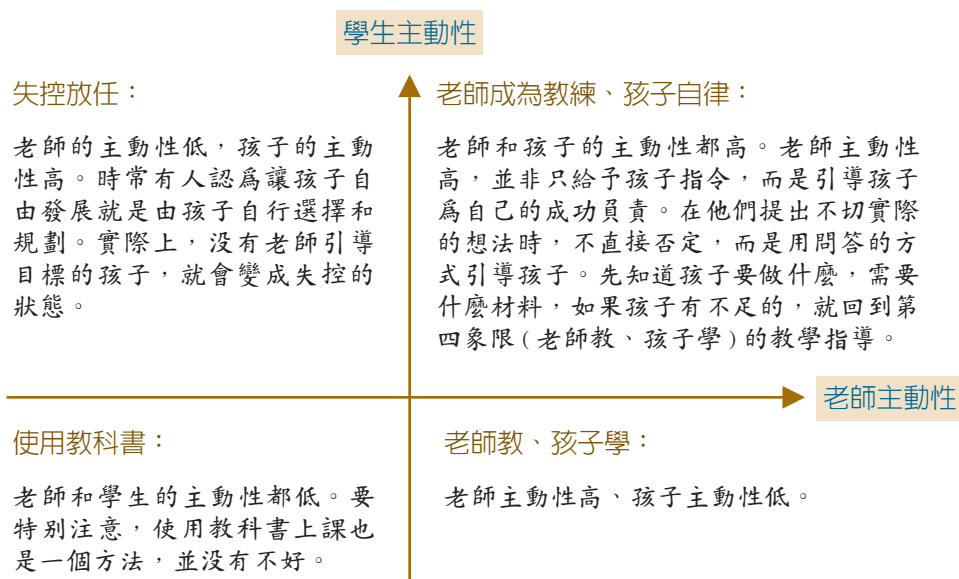 學生主動性
失控放任：
老師的主動性低，孩子的主動
性高。時常有人認爲讓孩子自
由發展就是由孩子自行選擇和
規劃。實際上，没有老師引導
目標的孩子，就會變成失控的
狀態。
老師成為教練、孩子自律：
老師和孩子的主動性都高。老師主動性
高，並非只給予孩子指令，而是引導孩子
爲自己的成功員責。在他們提出不切實際
的想法時，不直接否定，而是用問答的方
式引導孩子。先知道孩子要做什麼，需要
什麼材料，如果孩子有不足的，就回到第
四象限(老師教、孩子學)的教學指導。
老師主動性
使用教科書：
老師和學生的主動性都低。要
特別注意，使用教科書上課也
是一個方法，並没有不好。
老師教、孩子學：
老師主動性高、孩子主動性低。